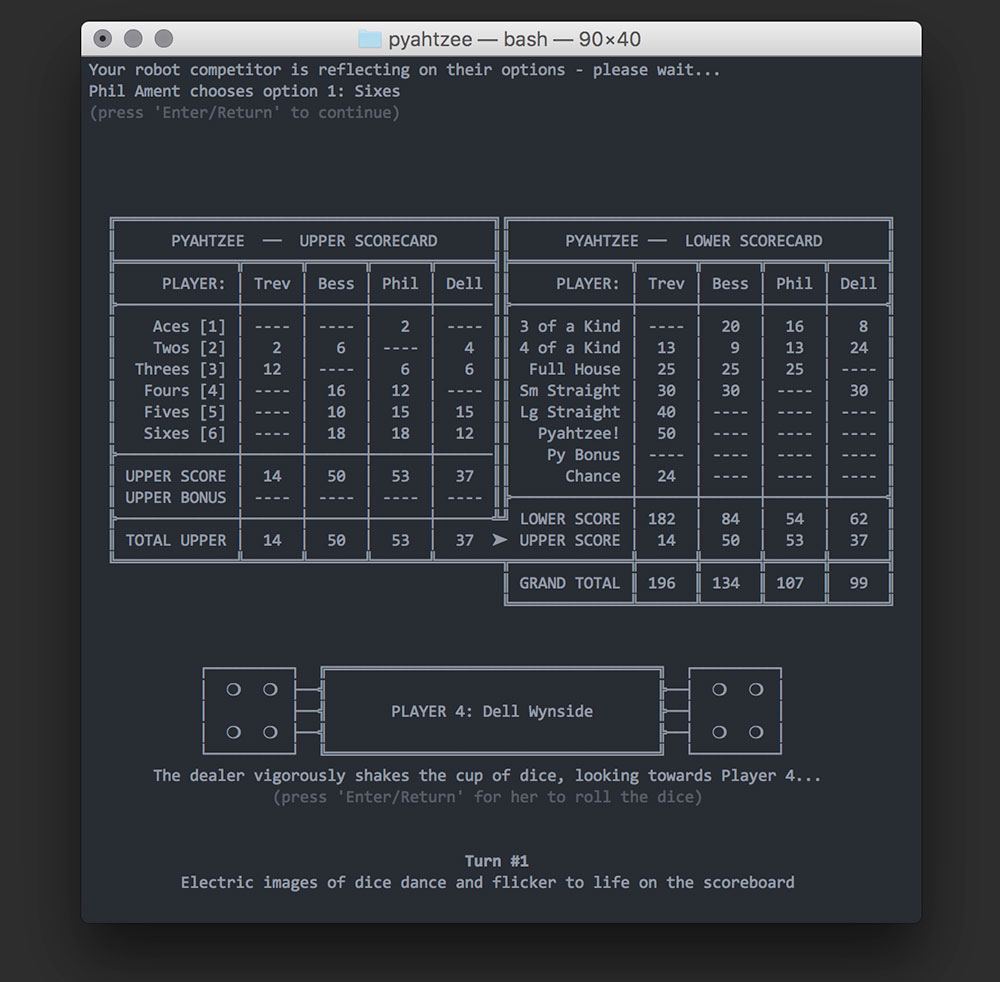 pyahtzee — bash — 90×40
Your robot competitor is reflecting on their options - please wait...
Phil Ament chooses option 1: Sixes
(press 'Enter/Return' to continue)
PYAHTZEE — UPPER SCORECARD
PLAYER: Trev Bess Phil Dell
Aces [1] ---- ---- 2 ----
Twos [2] 2 6 ---- 4
Threes [3] 12 ---- 6 6
Fours [4] ---- 16 12 ----
Fives [5] ---- 10 15 15
Sixes [6] ---- 18 18 12
UPPER SCORE 14 50 53 37
UPPER BONUS ---- ---- ---- ----
TOTAL UPPER 14 50 53 37 ➤
PYAHTZEE — LOWER SCORECARD
PLAYER: Trev Bess Phil Dell
3 of a Kind ---- 20 16 8
4 of a Kind 13 9 13 24
Full House 25 25 25 ----
Sm Straight 30 30 ---- 30
Lg Straight 40 ---- ---- ----
Pyahtzee! 50 ---- ---- ----
Py Bonus ---- ---- ---- ----
Chance 24 ---- ---- ----
LOWER SCORE 182 84 54 62
UPPER SCORE 14 50 53 37
GRAND TOTAL 196 134 107 99
PLAYER 4: Dell Wynside
The dealer vigorously shakes the cup of dice, looking towards Player 4...
(press 'Enter/Return' for her to roll the dice)
Turn #1
Electric images of dice dance and flicker to life on the scoreboard